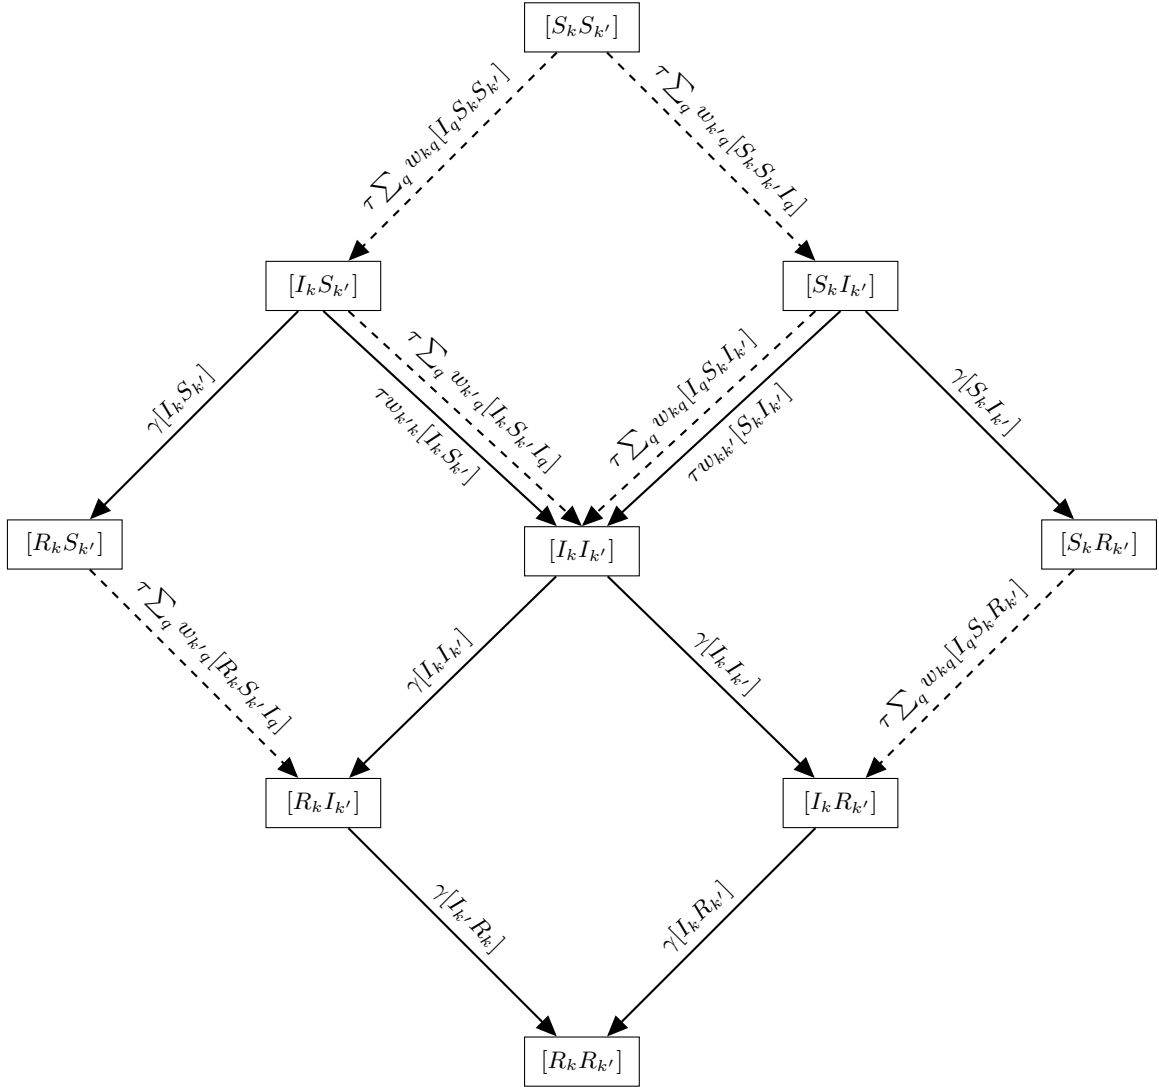 [S_k S_{k'}]
τ∑_q w_{kq}[I_q S_k S_{k'}]
τ∑_q w_{k'q}[S_k S_{k'} I_q]
[I_k S_{k'}]
[S_k I_{k'}]
γ[I_k S_{k'}]
τw_{k'k}[I_k S_{k'}]
τ∑_q w_{k'q}[I_k S_{k'} I_q]
τ∑_q w_{kq}[I_q S_k I_{k'}]
τw_{kk'}[S_k I_{k'}]
γ[S_k I_{k'}]
[R_k S_{k'}]
[I_k I_{k'}]
[S_k R_{k'}]
τ∑_q w_{k'q}[R_k S_{k'} I_q]
γ[I_k I_{k'}]
γ[I_k I_{k'}]
τ∑_q w_{kq}[I_q S_k R_{k'}]
[R_k I_{k'}]
[I_k R_{k'}]
γ[I_{k'} R_k]
γ[I_k R_{k'}]
[R_k R_{k'}]